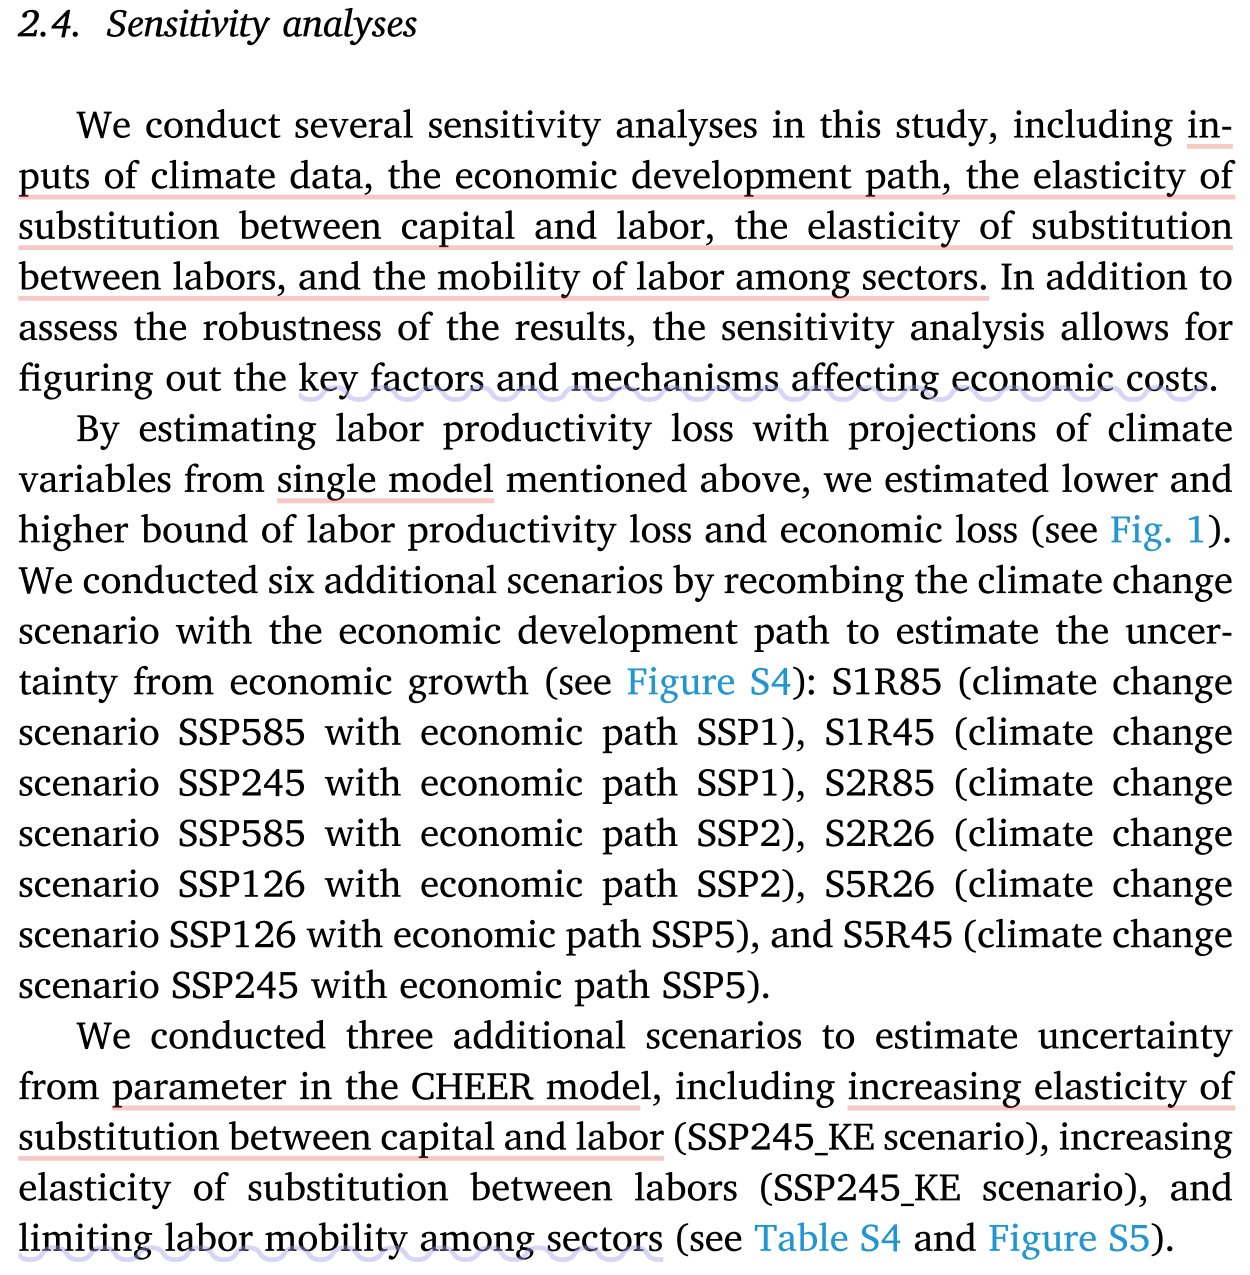 2.4. Sensitivity analyses
We conduct several sensitivity analyses in this study, including in-
puts of climate data, the economic development path, the elasticity of
substitution between capital and labor, the elasticity of substitution
between labors, and the mobility of labor among sectors. In addition to
assess the robustness of the results, the sensitivity analysis allows for
figuring out the key factors and mechanisms affecting economic costs.
By estimating labor productivity loss with projections of climate
variables from single model mentioned above, we estimated lower and
higher bound of labor productivity loss and economic loss (see Fig. 1).
We conducted six additional scenarios by recombing the climate change
scenario with the economic development path to estimate the uncer-
tainty from economic growth (see Figure S4): S1R85 (climate change
scenario SSP585 with economic path SSP1), S1R45 (climate change
scenario SSP245 with economic path SSP1), S2R85 (climate change
scenario SSP585 with economic path SSP2), S2R26 (climate change
scenario SSP126 with economic path SSP2), S5R26 (climate change
scenario SSP126 with economic path SSP5), and S5R45 (climate change
scenario SSP245 with economic path SSP5).
We conducted three additional scenarios to estimate uncertainty
from parameter in the CHEER model, including increasing elasticity of
substitution between capital and labor (SSP245_KE scenario), increasing
elasticity of substitution between labors (SSP245_KE scenario), and
limiting labor mobility among sectors (see Table S4 and Figure S5).